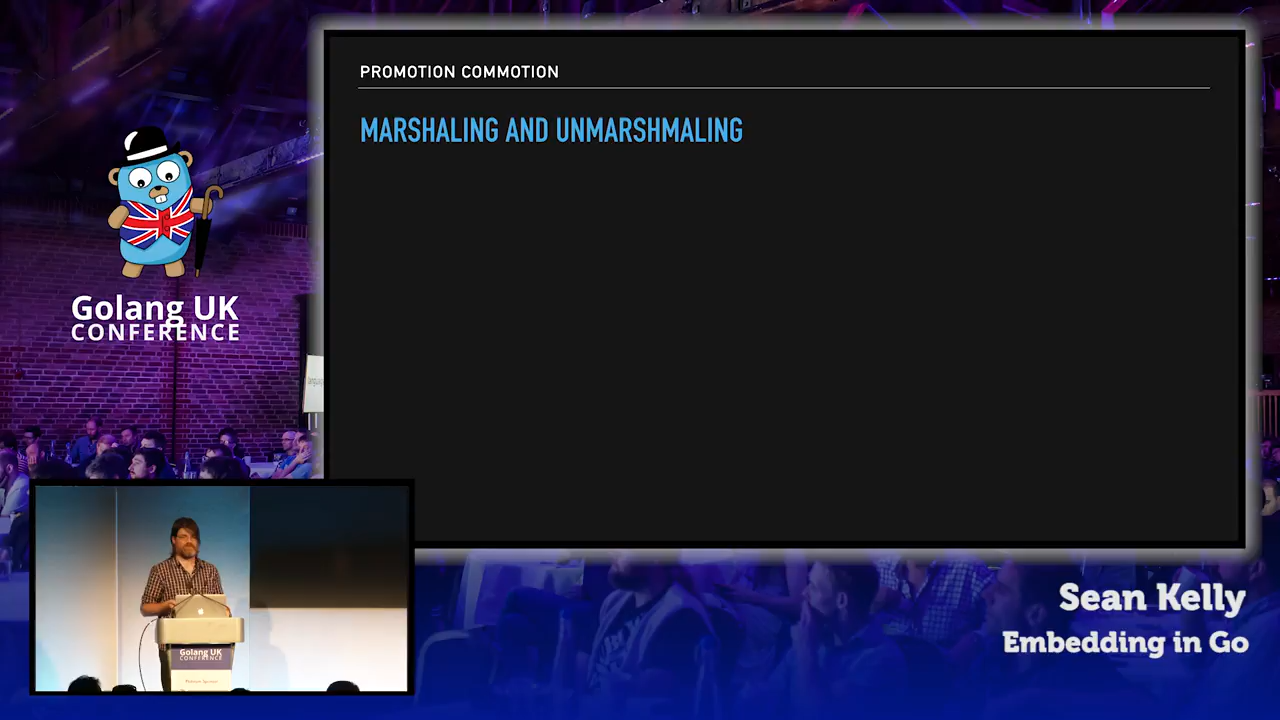 PROMOTION COMMOTION
MARSHALING AND UNMARSHMALING
Golang UK
CONFERENCE
Golang UK
CONFERENCE
Sean Kelly
Embedding in Go